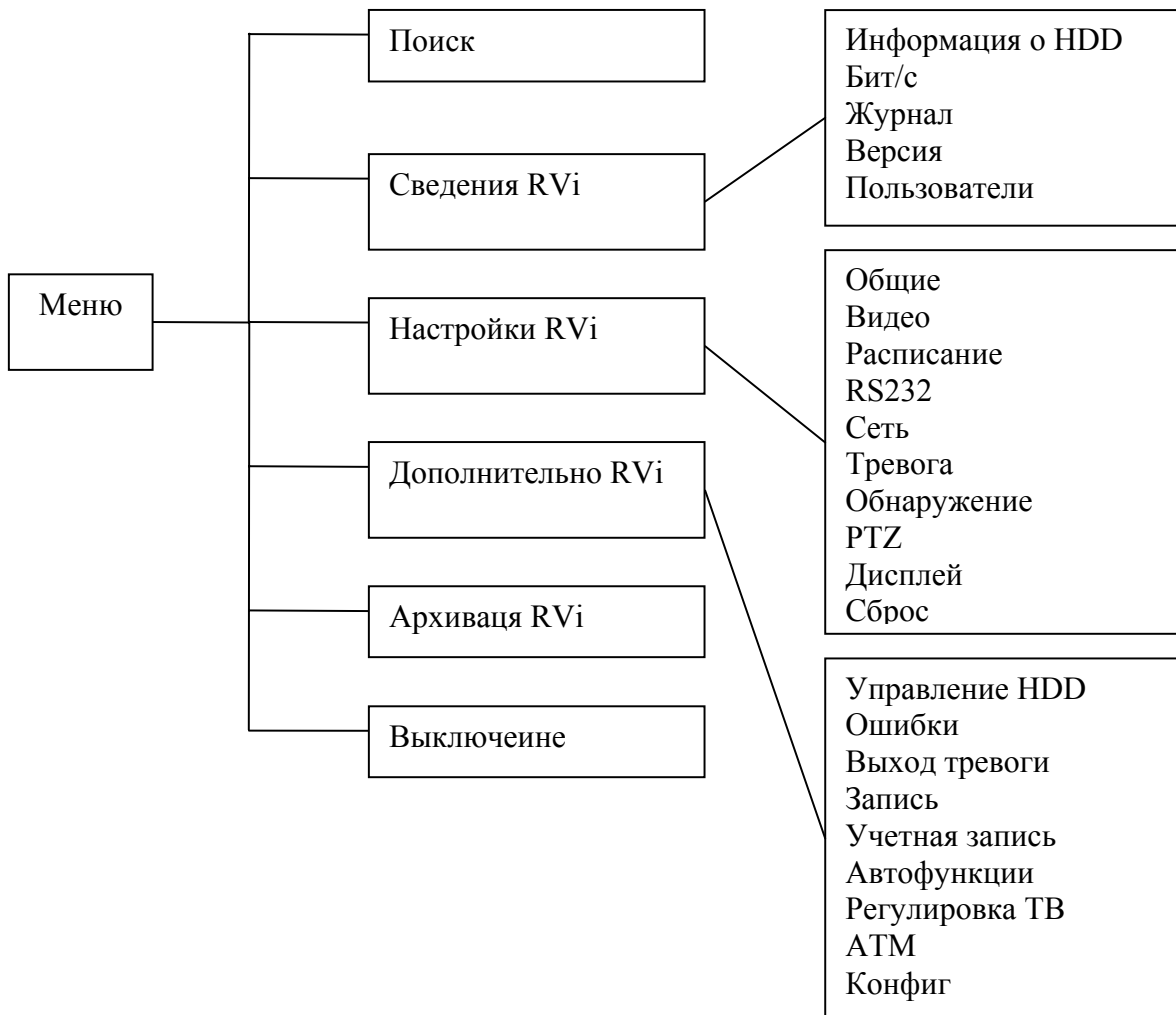 Меню
Поиск
Сведения RVi
Настройки RVi
Дополнительно RVi
Архиваця RVi
Выключеине
Информация о HDD
Бит/с
Журнал
Версия
Пользователи
Общие
Видео
Расписание
RS232
Сеть
Тревога
Обнаружение
PTZ
Дисплей
Сброс
Управление HDD
Ошибки
Выход тревоги
Запись
Учетная запись
Автофункции
Регулировка ТВ
АТМ
Конфиг